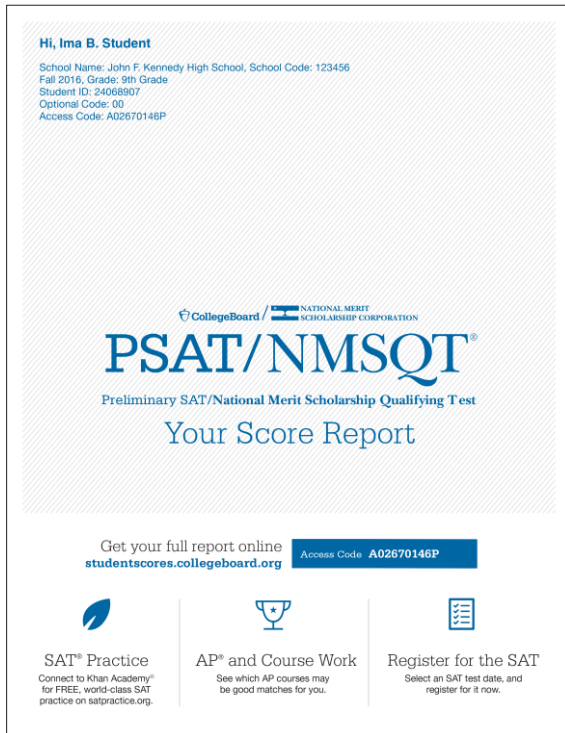 Hi, Ima B. Student
School Name: John F. Kennedy High School, School Code: 123456
Fall 2016, Grade: 9th Grade
Student ID: 24068907
Optional Code: 00
Access Code: A02670146P
CollegeBoard / NATIONAL MERIT
SCHOLARSHIP CORPORATION
PSAT/NMSQT®
Preliminary SAT/National Merit Scholarship Qualifying Test
Your Score Report
Get your full report online
studentscores.collegeboard.org
Access Code A02670146P
SAT® Practice
Connect to Khan Academy®
for FREE, world-class SAT
practice on satpractice.org.
AP® and Course Work
See which AP courses may
be good matches for you.
Register for the SAT
Select an SAT test date, and
register for it now.